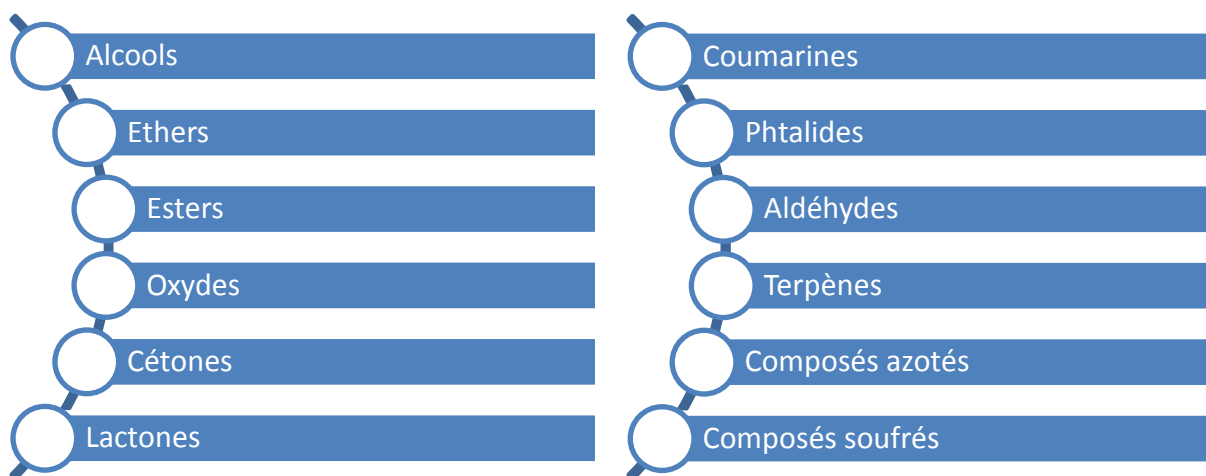 Alcools
Ethers
Esters
Oxydes
Cétones
Lactones
Coumarines
Phtalides
Aldéhydes
Terpènes
Composés azotés
Composés soufrés